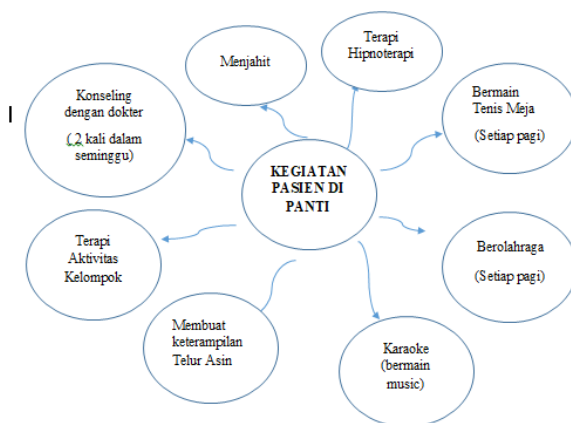 Menjahit
Terapi
Hipnoterapi
Konseling
dengan dokter
( 2 kali dalam
seminggu)
Bermain
Tenis Meja
(Setiap pagi)
KEGIATAN
PASIEN DI
PANTI
Terapi
Aktivitas
Kelompok
Berolahraga
(Setiap pagi)
Membuat
keterampilan
Telur Asin
Karaoke
(bermain
music)